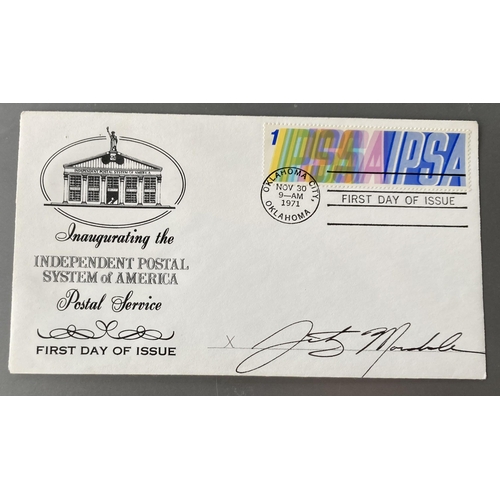 INDEPENDENT POSTAL SYSTEM OF AMERICA
Inaugurating the
INDEPENDENT POSTAL
SYSTEM of AMERICA
Postal Service
FIRST DAY OF ISSUE
1 IPSA IPSA
OKLAHOMA CITY,
NOV 30
9-AM
1971
OKLAHOMA
FIRST DAY OF ISSUE
X